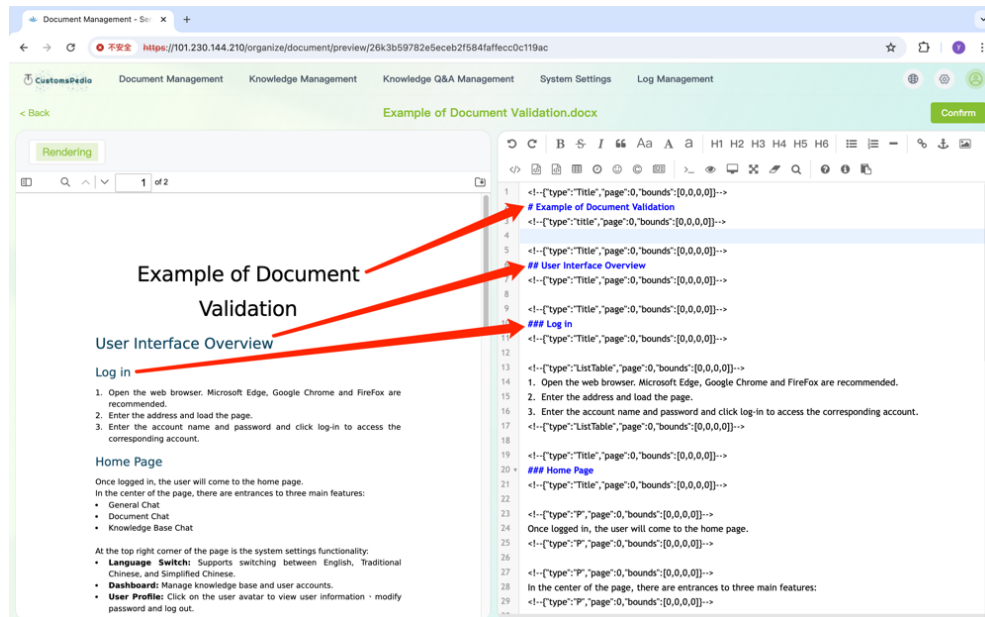 Document Management - Ser
不安全 https://101.230.144.210/organize/document/preview/26k3b59782e5eceb2f584faffecc0c119ac
CustomsPedia Document Management Knowledge Management Knowledge Q&A Management System Settings Log Management
< Back Example of Document Validation.docx Confirm
Rendering
1 of 2
Example of Document
Validation
User Interface Overview
Log in
1. Open the web browser. Microsoft Edge, Google Chrome and FireFox are
recommended.
2. Enter the address and load the page.
3. Enter the account name and password and click log-in to access the
corresponding account.
Home Page
Once logged in, the user will come to the home page.
In the center of the page, there are entrances to three main features:
• General Chat
• Document Chat
• Knowledge Base Chat
At the top right corner of the page is the system settings functionality:
• Language Switch: Supports switching between English, Traditional
Chinese, and Simplified Chinese.
• Dashboard: Manage knowledge base and user accounts.
• User Profile: Click on the user avatar to view user information、modify
password and log out.
B S I Aa A a H1 H2 H3 H4 H5 H6
1 <!--{"type":"Title","page":0,"bounds":[0,0,0,0]}-->
# Example of Document Validation
3 <!--{"type":"title","page":0,"bounds":[0,0,0,0]}-->
4
5 <!--{"type":"Title","page":0,"bounds":[0,0,0,0]}-->
6 ## User Interface Overview
7 <!--{"type":"Title","page":0,"bounds":[0,0,0,0]}-->
8
9 <!--{"type":"Title","page":0,"bounds":[0,0,0,0]}-->
10 ### Log in
11 <!--{"type":"Title","page":0,"bounds":[0,0,0,0]}-->
12
13 <!--{"type":"ListTable","page":0,"bounds":[0,0,0,0]}-->
14 1. Open the web browser. Microsoft Edge, Google Chrome and FireFox are recommended.
15 2. Enter the address and load the page.
16 3. Enter the account name and password and click log-in to access the corresponding account.
17 <!--{"type":"ListTable","page":0,"bounds":[0,0,0,0]}-->
18
19 <!--{"type":"Title","page":0,"bounds":[0,0,0,0]}-->
20 ### Home Page
21 <!--{"type":"Title","page":0,"bounds":[0,0,0,0]}-->
22
23 <!--{"type":"P","page":0,"bounds":[0,0,0,0]}-->
24 Once logged in, the user will come to the home page.
25 <!--{"type":"P","page":0,"bounds":[0,0,0,0]}-->
26
27 <!--{"type":"P","page":0,"bounds":[0,0,0,0]}-->
28 In the center of the page, there are entrances to three main features:
29 <!--{"type":"P","page":0,"bounds":[0,0,0,0]}-->